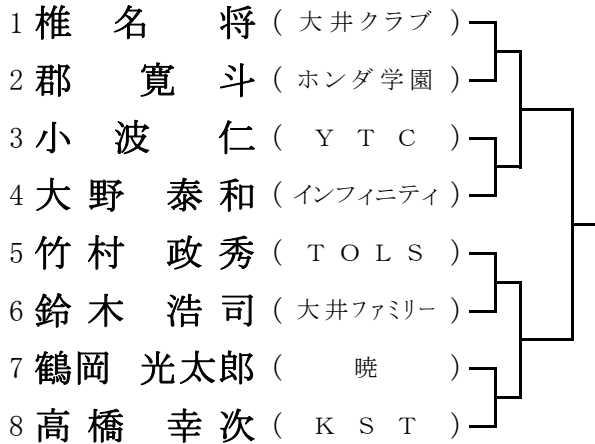 1 椎名 将 (大井クラブ)
2 郡 寛斗 (ホンダ学園)
3 小波 仁 (YTC)
4 大野 泰和 (インフィニティ)
5 竹村 政秀 (TOLS)
6 鈴木 浩司 (大井ファミリー)
7 鶴岡 光太郎 (暁)
8 高橋 幸次 (KST)